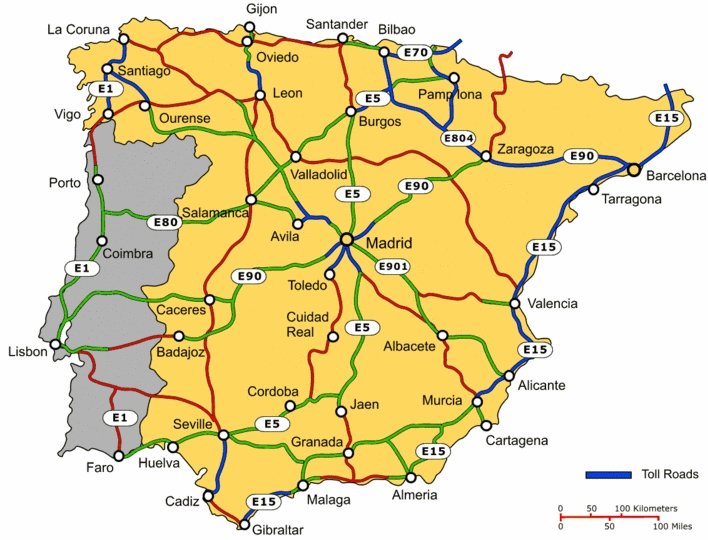 Gijon
La Coruna
Santander
Bilbao
Oviedo
E70
Santiago
E1
Leon
E5
Pamplona
Vigo
Ourense
Burgos
E15
E804
Zaragoza
E90
Valladolid
Barcelona
Porto
E5
E90
Tarragona
Salamanca
E80
Avila
Madrid
Coimbra
E15
E1
E90
E901
Toledo
Caceres
Valencia
Cuidad
Real
E5
Lisbon
Badajoz
Albacete
E15
Alicante
Cordoba
Murcia
Jaen
E1
Seville
E5
Cartagena
Granada
E15
Faro
Huelva
Toll Roads
Almeria
Malaga
Cadiz
E15
Gibraltar
0 50 100 Kilometers
0 50 100 Miles